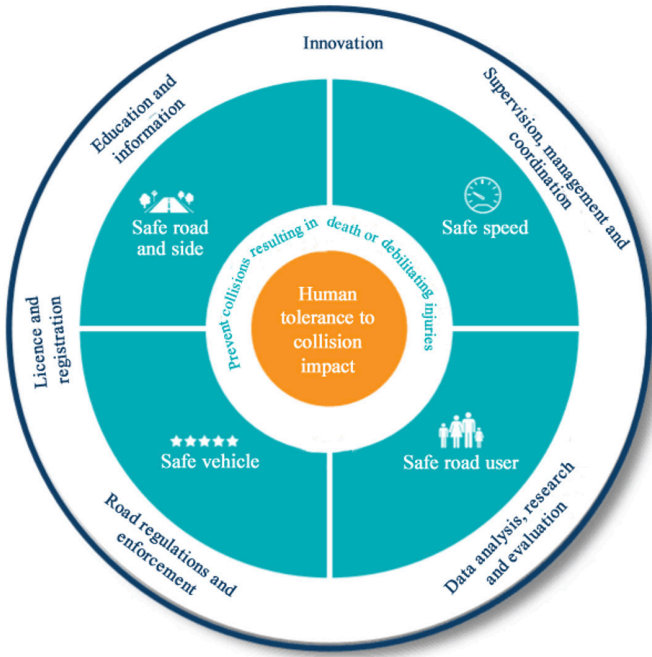 Innovation
Education and
information
Supervision, management and
coordination
Safe road
and side
Safe speed
Prevent collisions resulting in death or debilitating injuries
Human
tolerance to
collision
impact
Licence and
registration
Safe vehicle
Safe road user
Road regulations and
enforcement
Data analysis, research
and evaluation